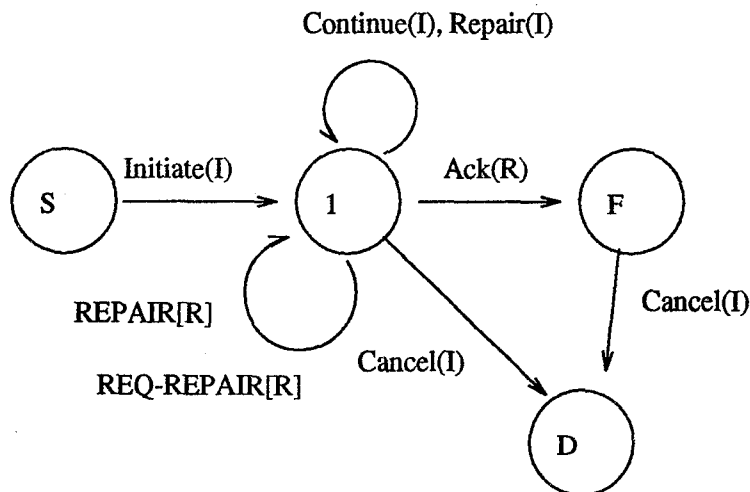 Continue(I), Repair(I)
Initiate(I)
Ack(R)
S
1
F
REPAIR[R]
Cancel(I)
REQ-REPAIR[R]
Cancel(I)
D